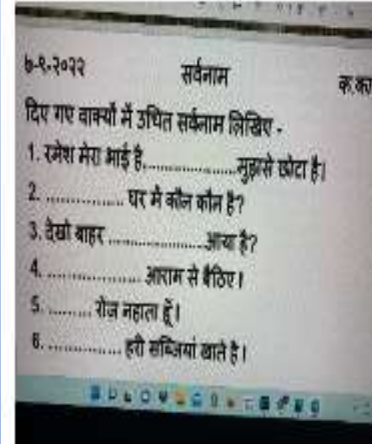 ७-९-२०२२ सर्वनाम क.का
दिए गए वाक्यों में उचित सर्वनाम लिखिए -
1. रमेश मेरा भाई है,....................मुझसे छोटा है।
2. .................. घर मे कौन कौन है?
3. देखो बाहर ......................आया है?
4. ....................... आराम से बैठिए।
5. ......... रोज़ नहाता हूँ।
6. ................. हरी सब्जियां खाते है।